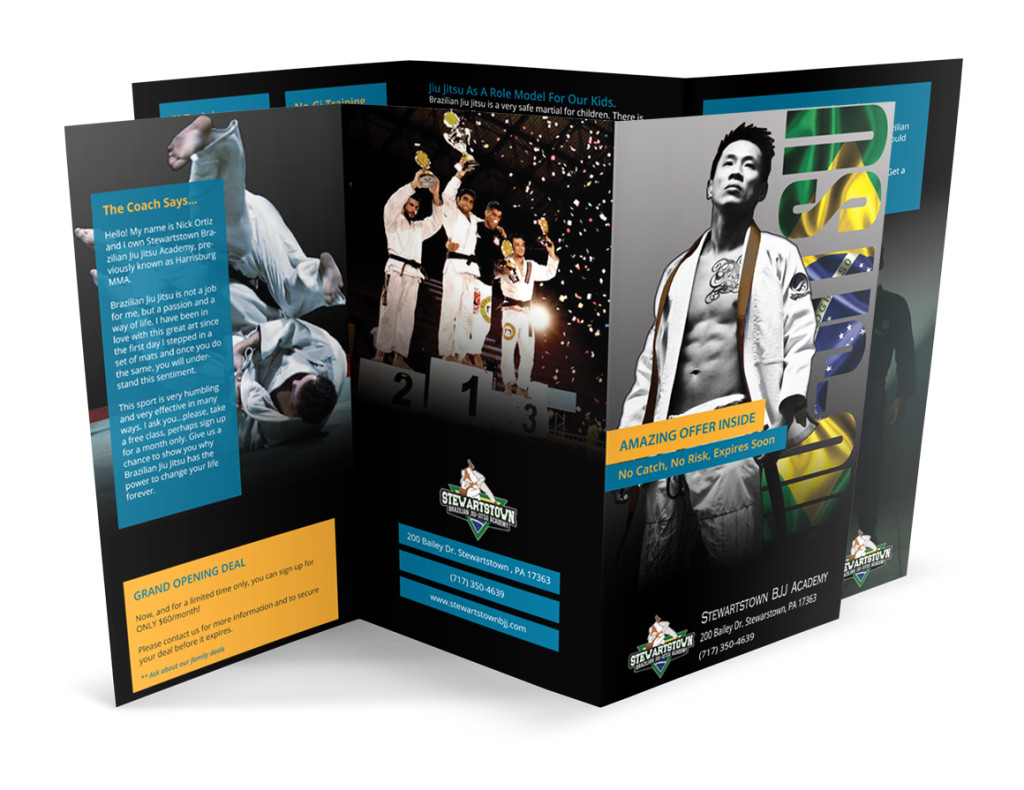 The Coach Says...
Hello! My name is Nick Ortiz
and I own Stewartstown Bra-
zilian Jiu Jitsu Academy, pre-
viously known as Harrisburg
MMA.
Brazilian Jiu Jitsu is not a job
for me, but a passion and a
way of life. I have been in
love with this great art since
the first day I stepped in a
set of mats and once you do
the same, you will under-
stand this sentiment.
This sport is very humbling
and very effective in many
ways. I ask you...please, take
a free class, perhaps sign up
for a month only. Give us a
chance to show you why
Brazilian Jiu Jitsu has the
power to change your life
forever.
GRAND OPENING DEAL
Now, and for a limited time only, you can sign up for
ONLY $60/month!
Please contact us for more information and to secure
your deal before it expires.
** Ask about our family deals
No-Gi Training
Jiu Jitsu As A Role Model For Our Kids.
Brazilian Jiu Jitsu is a very safe martial for children. There is
2
1
3
STEWARTSTOWN
BRAZILIAN JIU-JITSU ACADEMY
200 Bailey Dr. Stewartstown , PA 17363
(717) 350-4639
www.stewartstownbjj.com
JIU JITSU
AMAZING OFFER INSIDE
No Catch, No Risk, Expires Soon
STEWARTSTOWN
BRAZILIAN JIU-JITSU ACADEMY
Stewartstown BJJ Academy
200 Bailey Dr. Stewartstown, PA 17363
(717) 350-4639
Get a
STEWARTSTOWN
BRAZILIAN JIU-JITSU ACADEMY